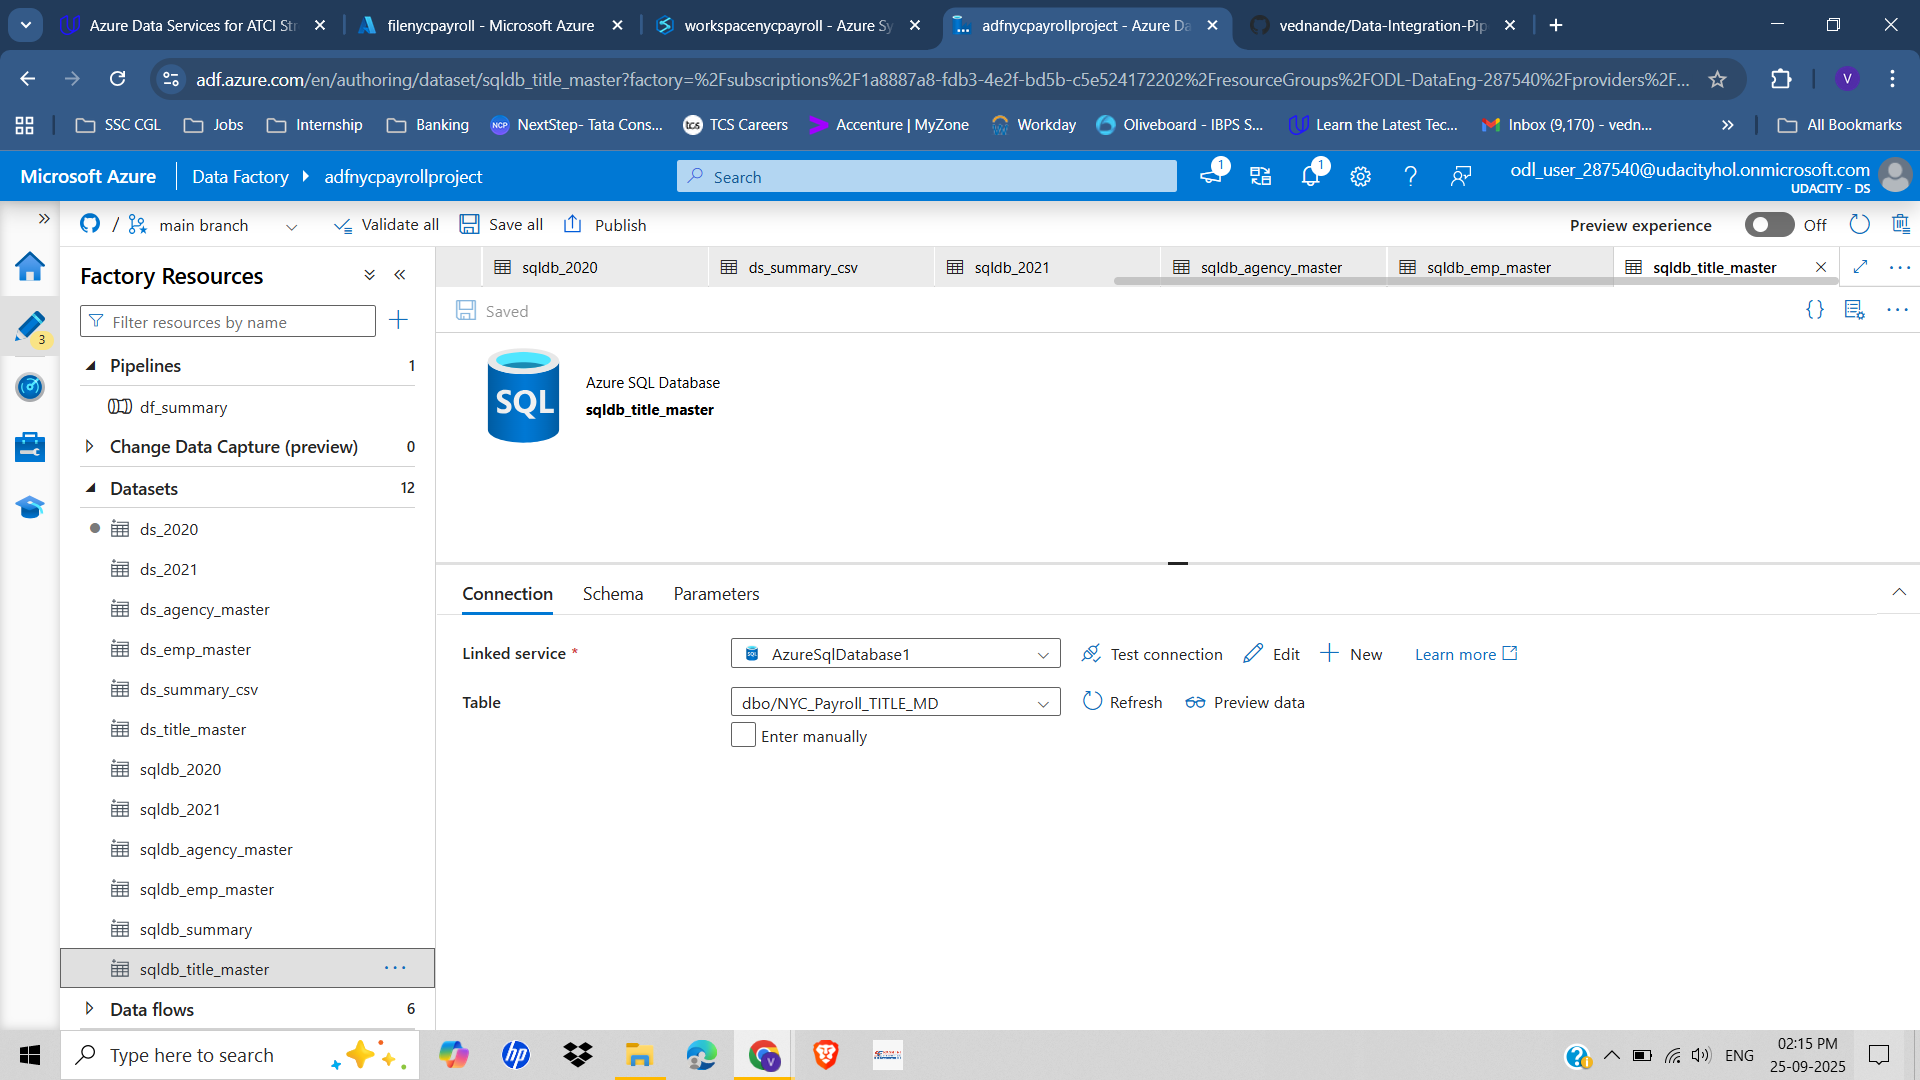 Azure Data Services for ATCI Str
filenycpayroll - Microsoft Azure
workspacenycpayroll - Azure Sy
adfnycpayrollproject - Azure Da
vednande/Data-Integration-Pip
adf.azure.com/en/authoring/dataset/sqldb_title_master?factory=%2Fsubscriptions%2F1a8887a8-fdb3-4e2f-bd5b-c5e524172202%2FresourceGroups%2FODL-DataEng-287540%2Fproviders%2F...
V
SSC CGL
Jobs
Internship
Banking
NCP
NextStep- Tata Cons...
tcs
TCS Careers
Accenture | MyZone
Workday
Oliveboard - IBPS S...
Learn the Latest Tec...
Inbox (9,170) - vedn...
All Bookmarks
Microsoft Azure
Data Factory
adfnycpayrollproject
Search
1
1
odl_user_287540@udacityhol.onmicrosoft.com
UDACITY - DS
/
main branch
Validate all
Save all
Publish
Preview experience
Off
Factory Resources
Filter resources by name
3
Pipelines 1
df_summary
Change Data Capture (preview) 0
Datasets 12
ds_2020
ds_2021
ds_agency_master
ds_emp_master
ds_summary_csv
ds_title_master
sqldb_2020
sqldb_2021
sqldb_agency_master
sqldb_emp_master
sqldb_summary
sqldb_title_master
Data flows 6
sqldb_2020
ds_summary_csv
sqldb_2021
sqldb_agency_master
sqldb_emp_master
sqldb_title_master
Saved
SQL
Azure SQL Database
sqldb_title_master
Connection
Schema
Parameters
Linked service *
AzureSqlDatabase1
Test connection
Edit
New
Learn more
Table
dbo/NYC_Payroll_TITLE_MD
Refresh
Preview data
Enter manually
Type here to search
hp
V
ENG
02:15 PM
25-09-2025